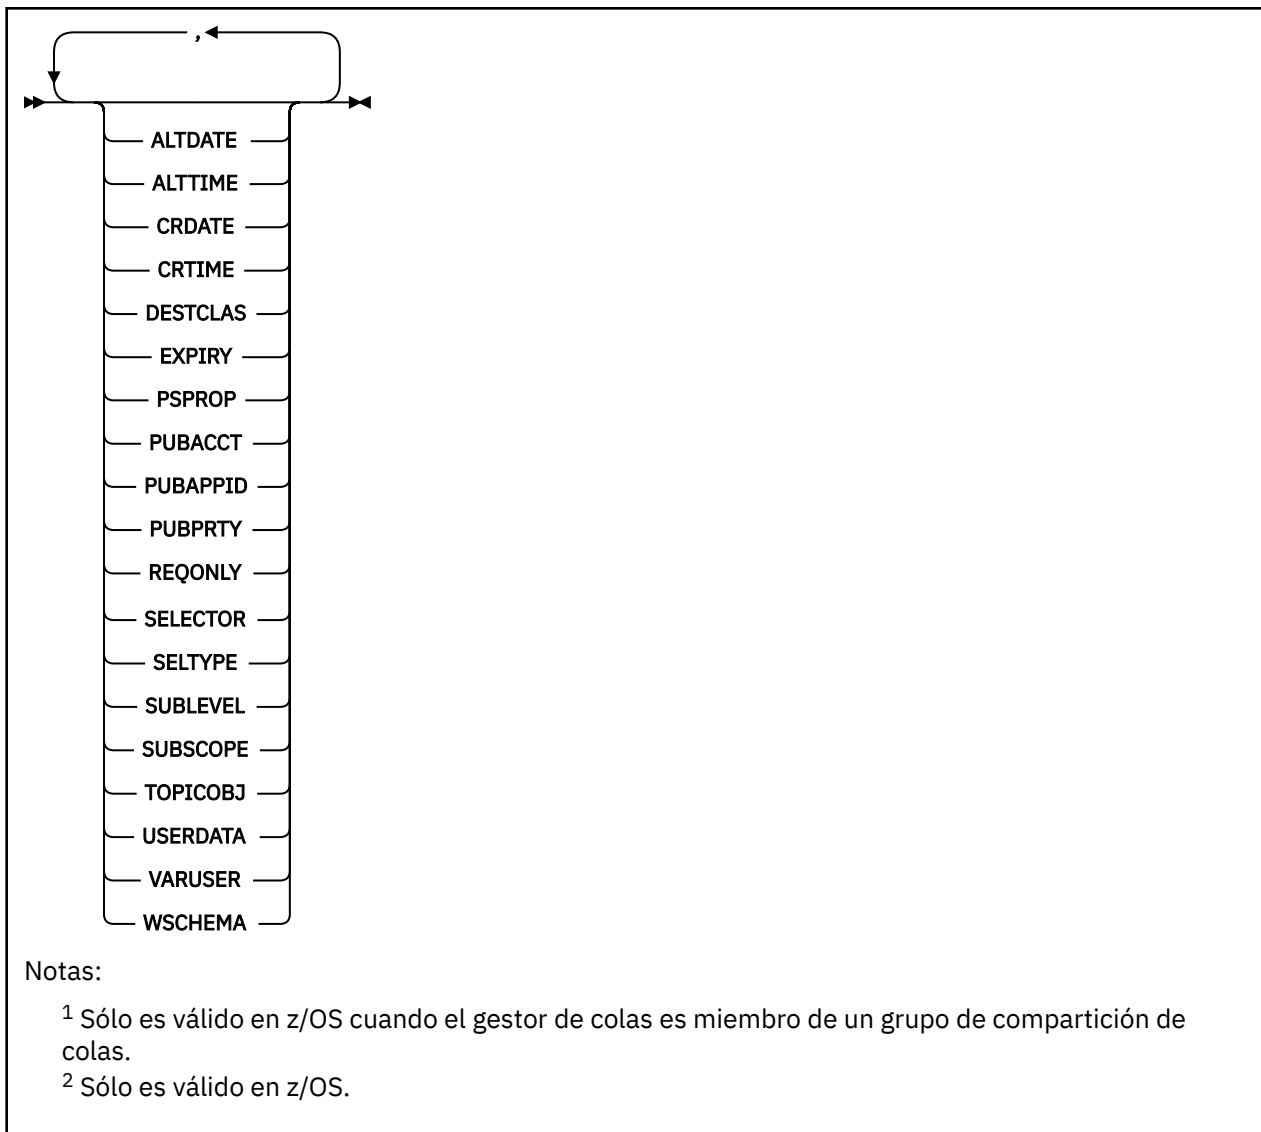 ,
ALTDATE
ALTTIME
CRDATE
CRTIME
DESTCLAS
EXPIRY
PSPROP
PUBACCT
PUBAPPID
PUBPRTY
REQONLY
SELECTOR
SELTYPE
SUBLEVEL
SUBSCOPE
TOPICOBJ
USERDATA
VARUSER
WSCHEMA
Notas:
1 Sólo es válido en z/OS cuando el gestor de colas es miembro de un grupo de compartición de
colas.
2 Sólo es válido en z/OS.